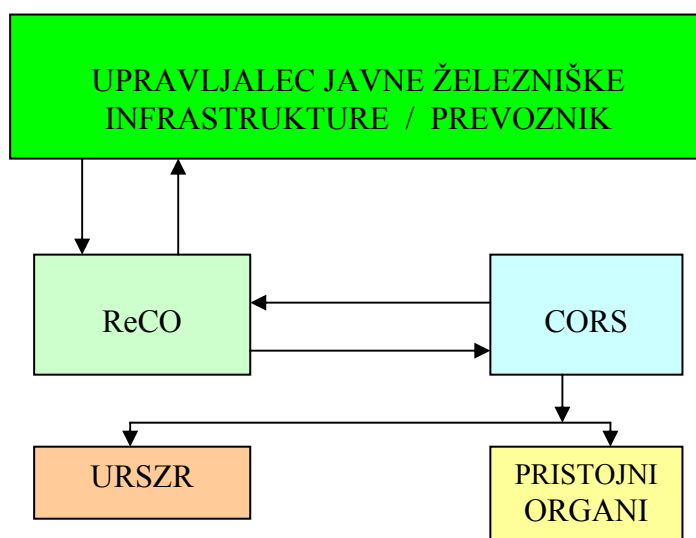 UPRAVLJALEC JAVNE ŽELEZNIŠKE
INFRASTRUKTURE / PREVOZNIK
ReCO
CORS
URSZR
PRISTOJNI
ORGANI